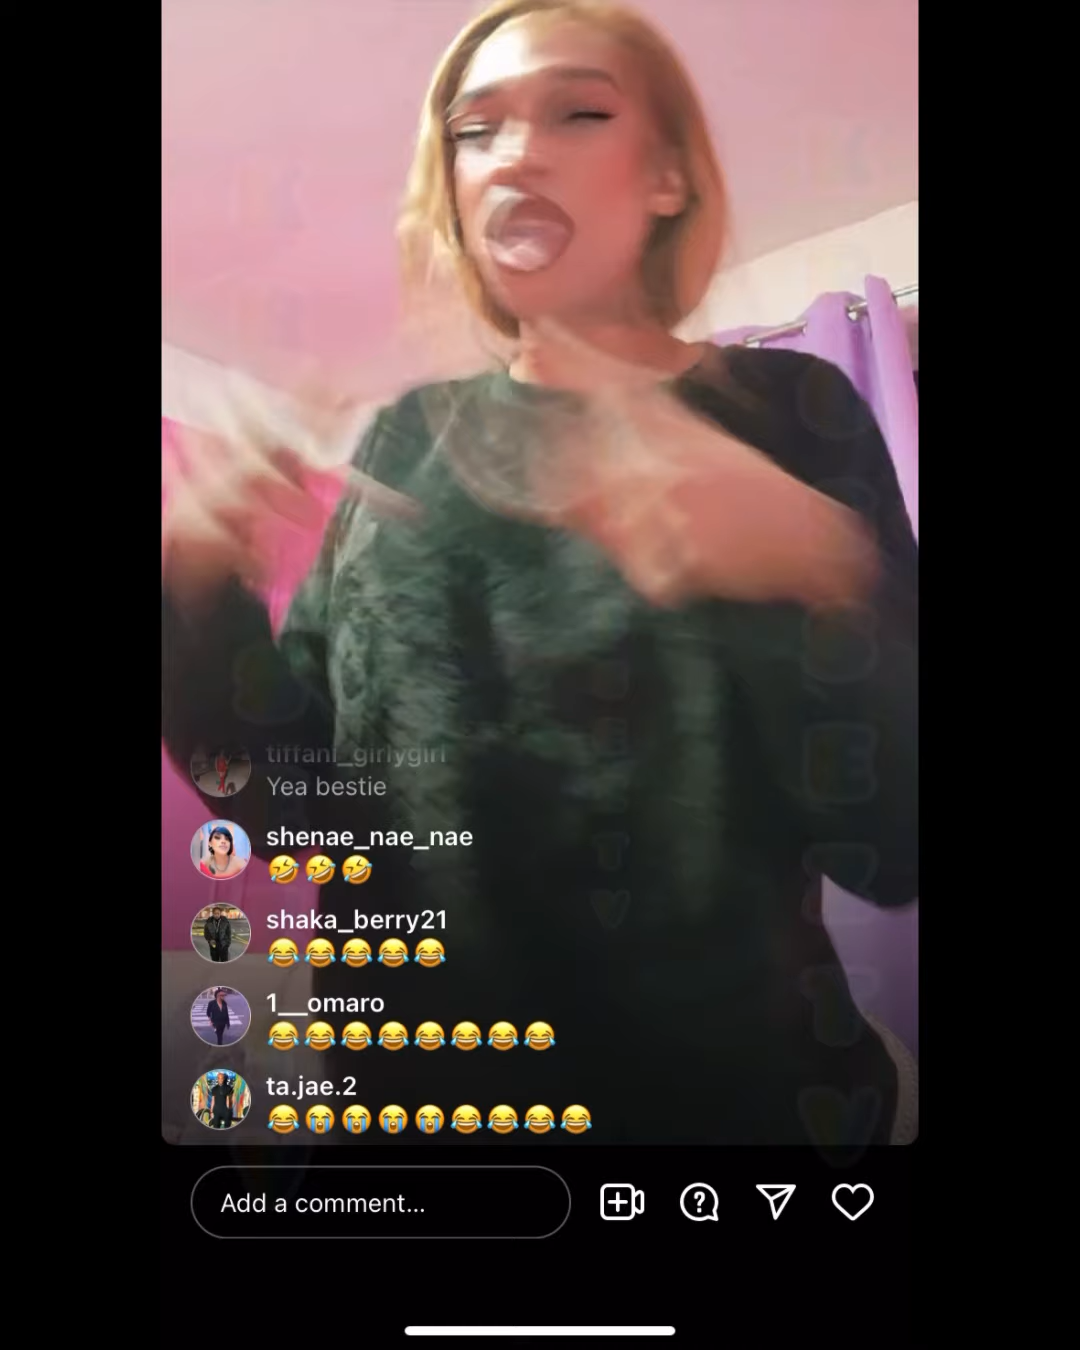 tiffani_girlygirl
Yea bestie
shenae_nae_nae
🤣🤣🤣
shaka_berry21
😂😂😂😂😂
1__omaro
😂😂😂😂😂😂😂😂
ta.jae.2
😂😭😭😭😭😂😂😂😂
Add a comment...